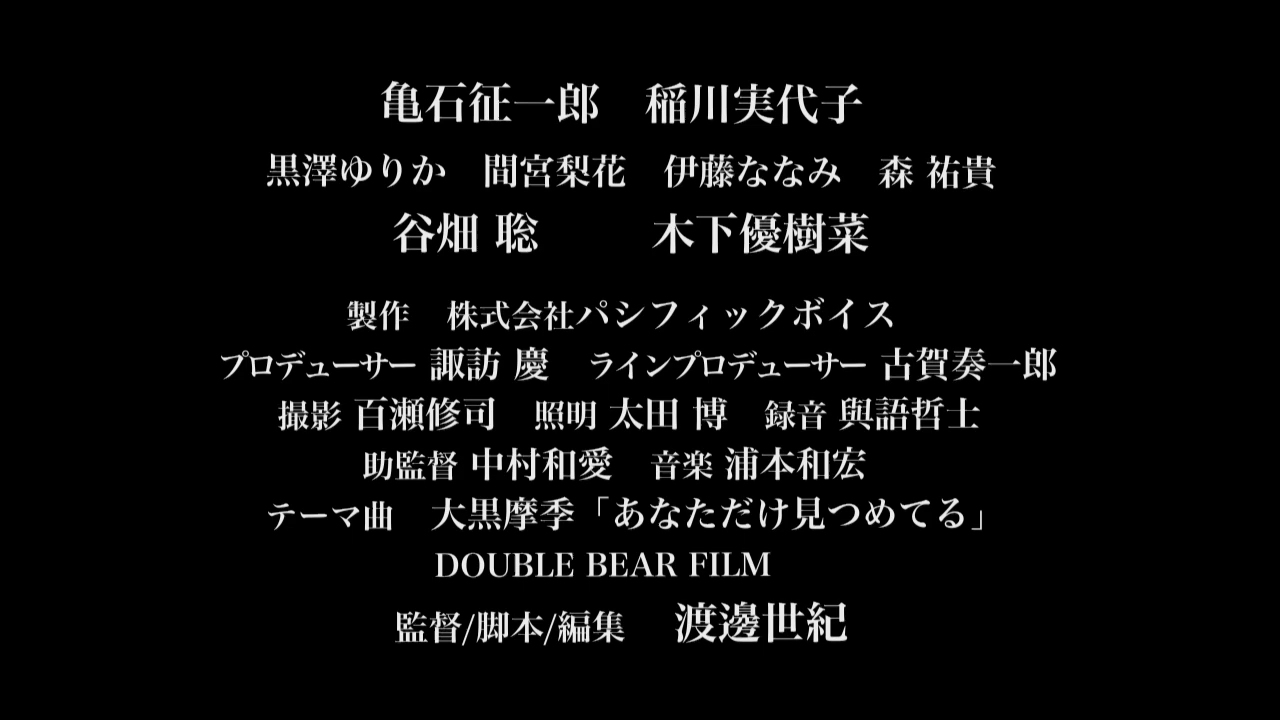 亀石征一郎　稲川実代子
黒澤ゆりか　間宮梨花　伊藤ななみ　森 祐貴
谷畑 聡　木下優樹菜
製作　株式会社パシフィックボイス
プロデューサー 諏訪 慶　ラインプロデューサー 古賀奏一郎
撮影 百瀬修司　照明 太田 博　録音 與語哲士
助監督 中村和愛　音楽 浦本和宏
テーマ曲　大黒摩季「あなただけ見つめてる」
DOUBLE BEAR FILM
監督/脚本/編集　渡邊世紀